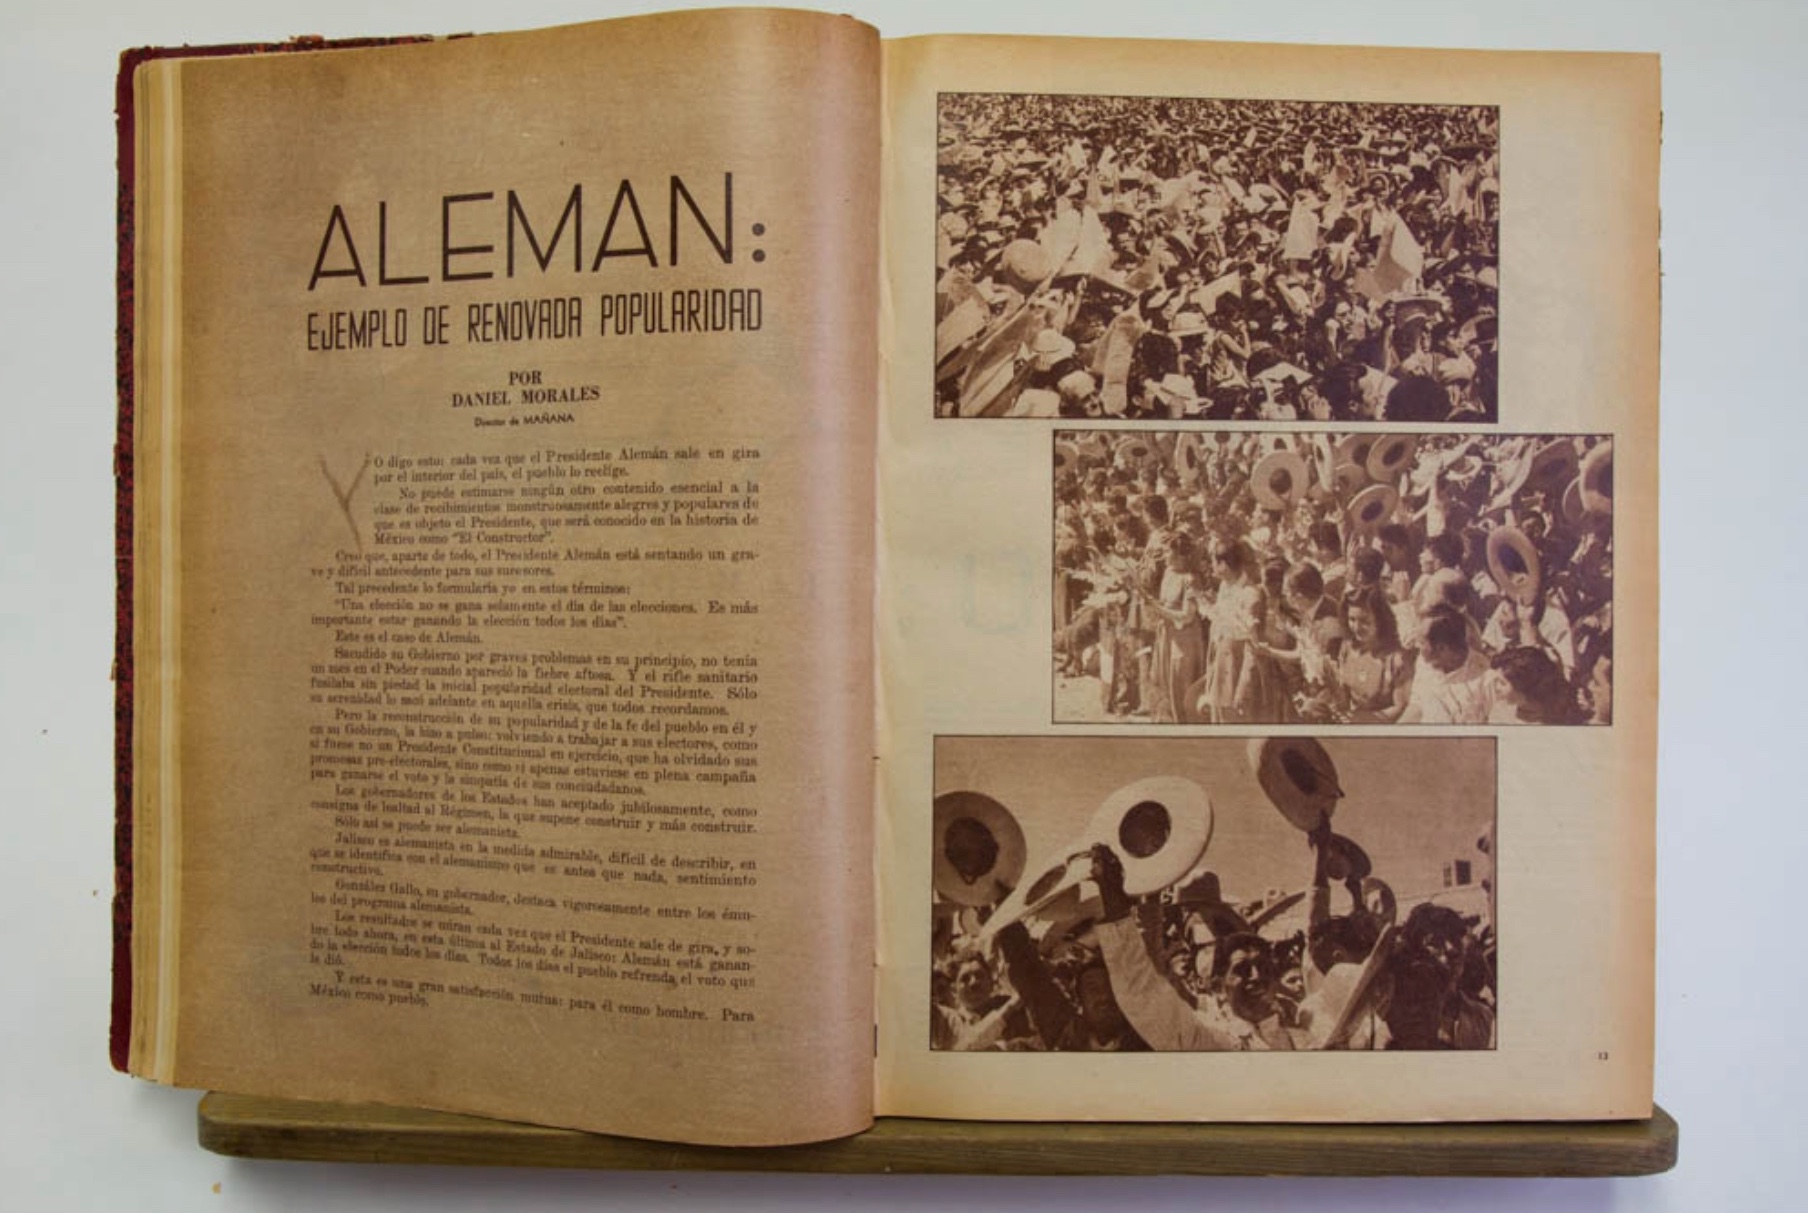 ALEMAN:
EJEMPLO DE RENOVADA POPULARIDAD
POR
DANIEL MORALES
Director de MAÑANA
YO digo esto: cada vez que el Presidente Alemán sale en gira
por el interior del país, el pueblo lo reelige.
No puede estimarse ningún otro contenido esencial a la
clase de recibimientos monstruosamente alegres y populares de
que es objeto el Presidente, que será conocido en la historia de
México como "El Constructor".
Creo que, aparte de todo, el Presidente Alemán está sentando un gra-
ve y difícil antecedente para sus sucesores.
Tal precedente lo formularía yo en estos términos:
"Una elección no se gana solamente el día de las elecciones. Es más
importante estar ganando la elección todos los días".
Este es el caso de Alemán.
Sacudido su Gobierno por graves problemas en su principio, no tenía
un mes en el Poder cuando apareció la fiebre aftosa. Y el rifle sanitario
fusilaba sin piedad la inicial popularidad electoral del Presidente. Sólo
su serenidad lo sacó adelante en aquella crisis, que todos recordamos.
Pero la reconstrucción de su popularidad y de la fe del pueblo en él y
en su Gobierno, la hizo a pulso: volviendo a trabajar a sus electores, como
si fuese no un Presidente Constitucional en ejercicio, que ha olvidado sus
promesas pre-electorales, sino como si apenas estuviese en plena campaña
para ganarse el voto y la simpatía de sus conciudadanos.
Los gobernadores de los Estados han aceptado jubilosamente, como
consigna de lealtad al Régimen, la que supone construir y más construir.
Sólo así se puede ser alemanista.
Jalisco es alemanista en la medida admirable, difícil de describir, en
que se identifica con el alemanismo que es antes que nada, sentimiento
constructivo.
González Gallo, su gobernador, destaca vigorosamente entre los ému-
los del programa alemanista.
Los resultados se miran cada vez que el Presidente sale de gira, y so-
bre todo ahora, en esta última al Estado de Jalisco: Alemán está ganan-
do la elección todos los días. Todos los días el pueblo refrenda el voto que
le dió.
Y esta es una gran satisfacción mutua: para él como hombre. Para
México como pueblo.
13